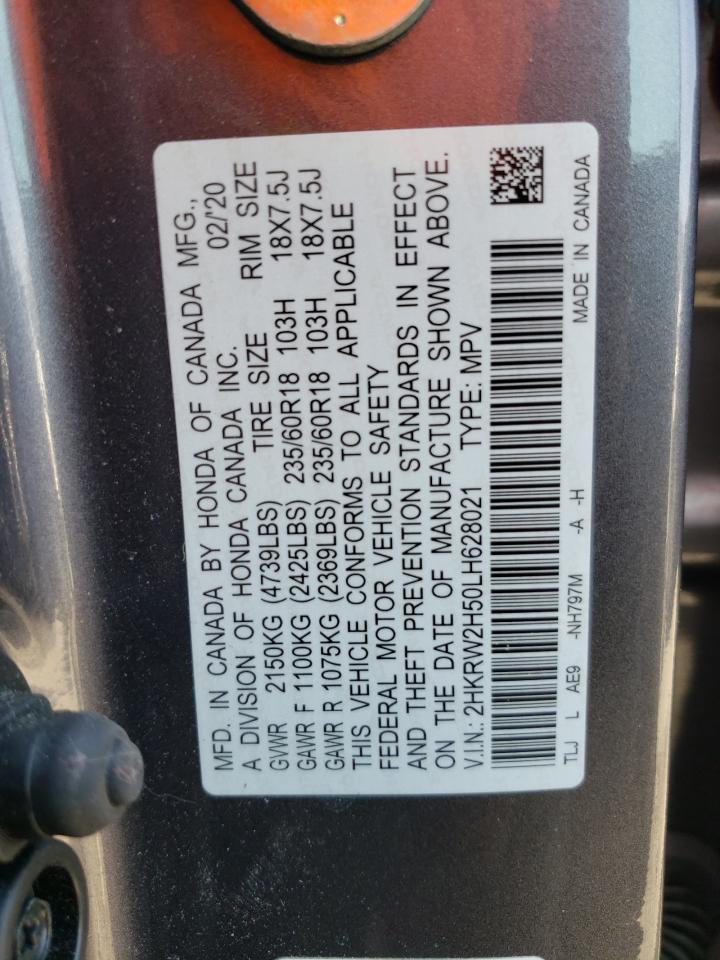 MFD. IN CANADA BY HONDA OF CANADA MFG.,
A DIVISION OF HONDA CANADA INC. 02/'20
GVWR 2150KG (4739LBS) TIRE SIZE RIM SIZE
GAWR F 1100KG (2425LBS) 235/60R18 103H 18X7.5J
GAWR R 1075KG (2369LBS) 235/60R18 103H 18X7.5J
THIS VEHICLE CONFORMS TO ALL APPLICABLE
FEDERAL MOTOR VEHICLE SAFETY
AND THEFT PREVENTION STANDARDS IN EFFECT
ON THE DATE OF MANUFACTURE SHOWN ABOVE.
V.I.N.: 2HKRW2H50LH628021 TYPE: MPV
TLJ L AE9 -NH797M -A -H MADE IN CANADA